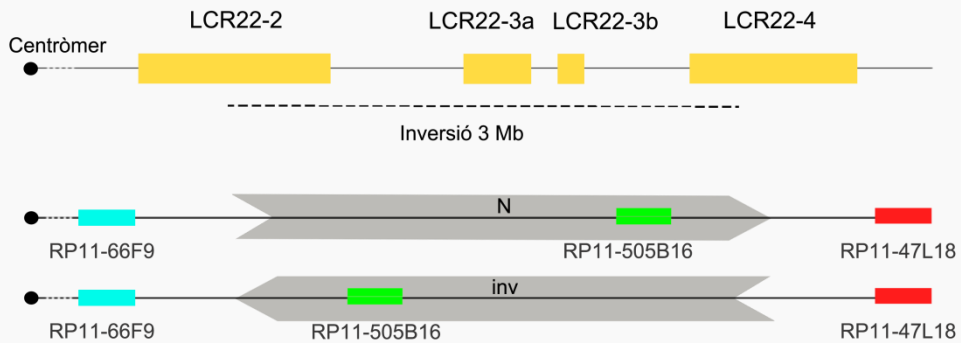 LCR22-2 LCR22-3a LCR22-3b LCR22-4
Centròmer
Inversió 3 Mb
N
RP11-66F9 RP11-505B16 RP11-47L18
inv
RP11-66F9 RP11-505B16 RP11-47L18